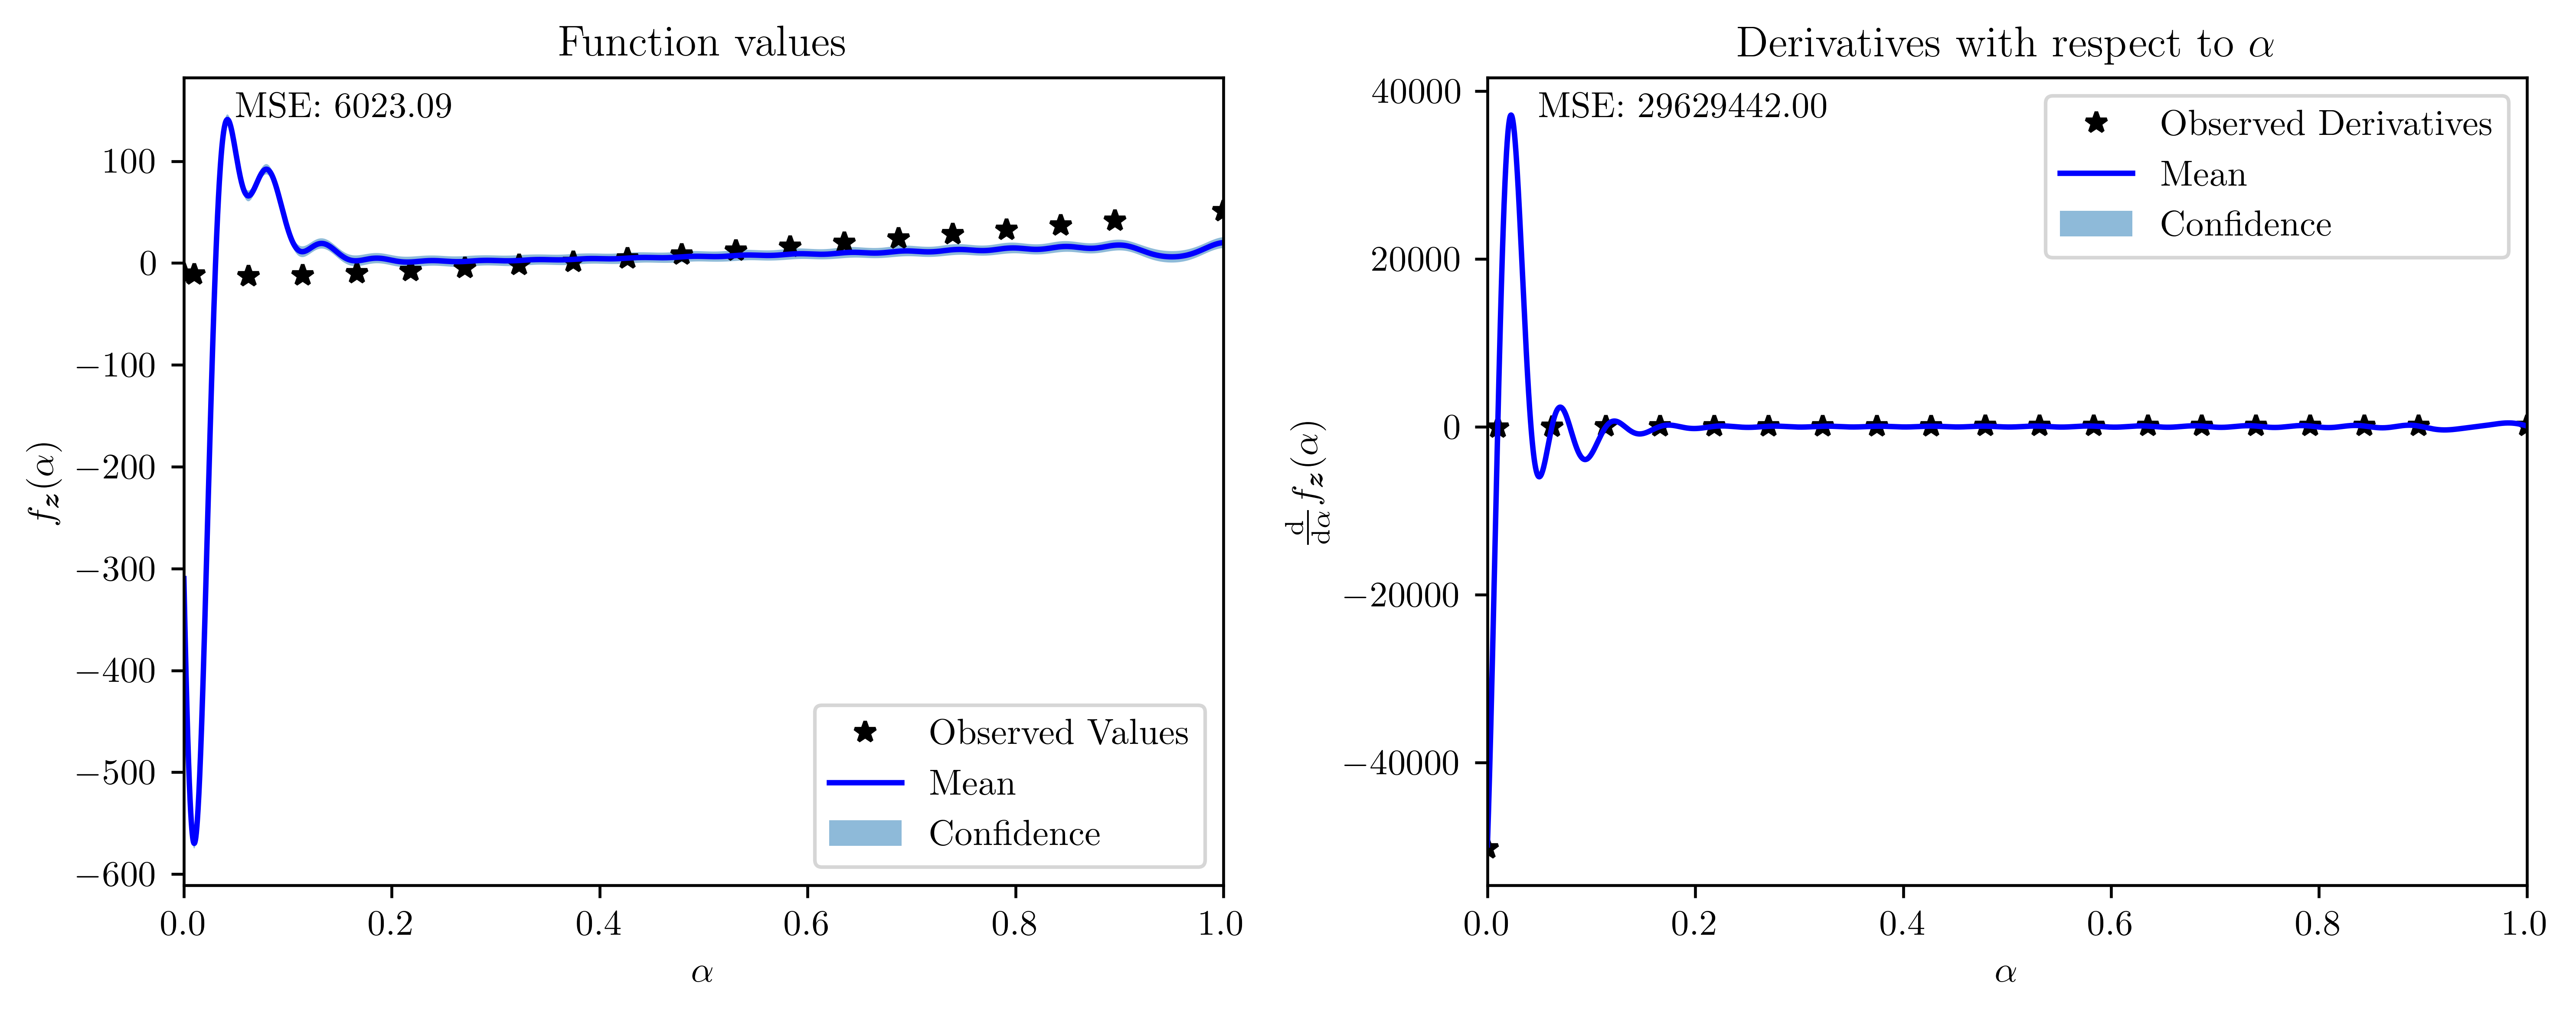 Function values
MSE: 6023.09
100
0
−100
−200
−300
−400
−500
−600
f_z(α)
0.0 0.2 0.4 0.6 0.8 1.0
α
Observed Values
Mean
Confidence
Derivatives with respect to α
MSE: 29629442.00
40000
20000
0
−20000
−40000
d/dα f_z(α)
0.0 0.2 0.4 0.6 0.8 1.0
α
Observed Derivatives
Mean
Confidence